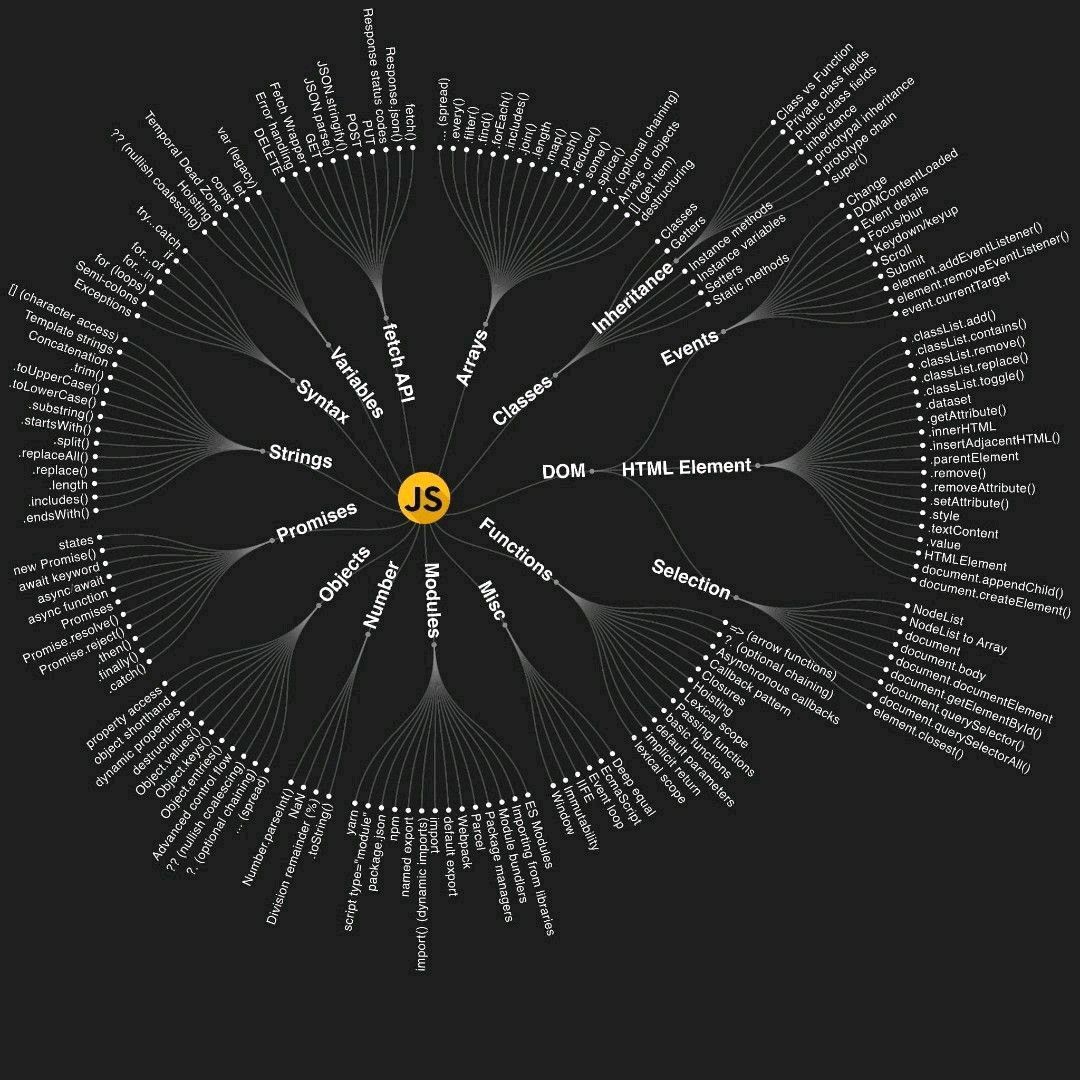 JS
fetch API
fetch()
Response.json()
Response status codes
PUT
POST
JSON.stringify()
JSON.parse()
GET
Fetch Wrapper
Error handling
DELETE
Arrays
... (spread)
every()
filter()
.find()
.forEach()
.includes()
.join()
.length
.map()
.push()
.reduce()
.some()
.splice()
?. (optional chaining)
Arrays of objects
[] (get item)
destructuring
Classes
Classes
Getters
Inheritance
Class vs Function
Private class fields
Public class fields
Inheritance
prototypal inheritance
prototype chain
super()
Instance methods
Instance variables
Setters
Static methods
DOM
Events
Change
DOMContentLoaded
Event details
Focus/blur
Keydown/keyup
Scroll
Submit
element.addEventListener()
element.removeEventListener()
event.currentTarget
HTML Element
.classList.add()
.classList.contains()
.classList.remove()
.classList.replace()
.classList.toggle()
.dataset
.getAttribute()
.innerHTML
.insertAdjacentHTML()
.parentElement
.remove()
.removeAttribute()
.setAttribute()
.style
.textContent
.value
HTMLElement
document.appendChild()
document.createElement()
Selection
NodeList
NodeList to Array
document
document.body
document.documentElement
document.getElementById()
document.querySelector()
document.querySelectorAll()
element.closest()
Functions
=> (arrow functions)
?. (optional chaining)
Asynchronous callbacks
Callback pattern
Closures
Hoisting
Lexical scope
Passing functions
basic functions
default parameters
implicit return
lexical scope
Misc
Deep equal
EcmaScript
Event loop
IIFE
Immutability
Window
Modules
ES Modules
Importing from libraries
Module bundlers
Package managers
Parcel
Webpack
default export
import
import() (dynamic imports)
named export
npm
package.json
script type="module"
yarn
Number
.toString()
Division remainder (%)
NaN
Number.parseInt()
Objects
... (spread)
?. (optional chaining)
?? (nullish coalescing)
Advanced control flow
Object.entries()
Object.keys()
Object.values()
destructuring
dynamic properties
object shorthand
property access
Promises
.catch()
.finally()
.then()
Promise.reject()
Promise.resolve()
Promises
async function
async/await
await keyword
new Promise()
states
Strings
.endsWith()
.includes()
.length
.replace()
.replaceAll()
.split()
.startsWith()
.substring()
.toLowerCase()
.toUpperCase()
.trim()
Concatenation
Template strings
[] (character access)
Syntax
Exceptions
Semi-colons
for (loops)
for...in
for...of
if
try...catch
Variables
?? (nullish coalescing)
Hoisting
Temporal Dead Zone
const
let
var (legacy)